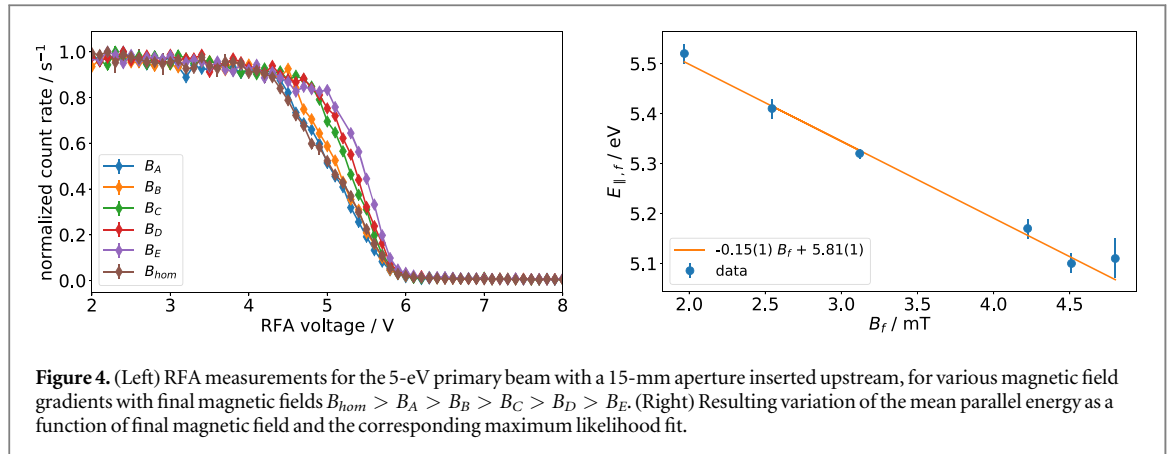 normalized count rate / s⁻¹
1.0
0.8
0.6
0.4
0.2
0.0
B_A
B_B
B_C
B_D
B_E
B_hom
2 3 4 5 6 7 8
RFA voltage / V
E_∥,f / eV
5.5
5.4
5.3
5.2
5.1
-0.15(1) B_f + 5.81(1)
data
2.0 2.5 3.0 3.5 4.0 4.5
B_f / mT
Figure 4. (Left) RFA measurements for the 5-eV primary beam with a 15-mm aperture inserted upstream, for various magnetic field
gradients with final magnetic fields B_hom > B_A > B_B > B_C > B_D > B_E. (Right) Resulting variation of the mean parallel energy as a
function of final magnetic field and the corresponding maximum likelihood fit.